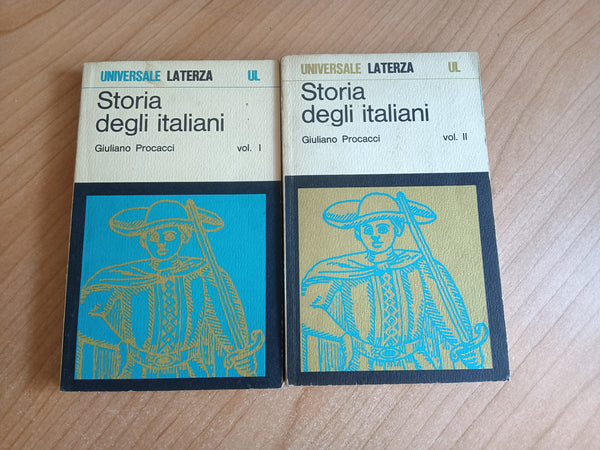 UNIVERSALE LATERZA UL
Storia
degli italiani
Giuliano Procacci vol. I
UNIVERSALE LATERZA UL
Storia
degli italiani
Giuliano Procacci vol. II